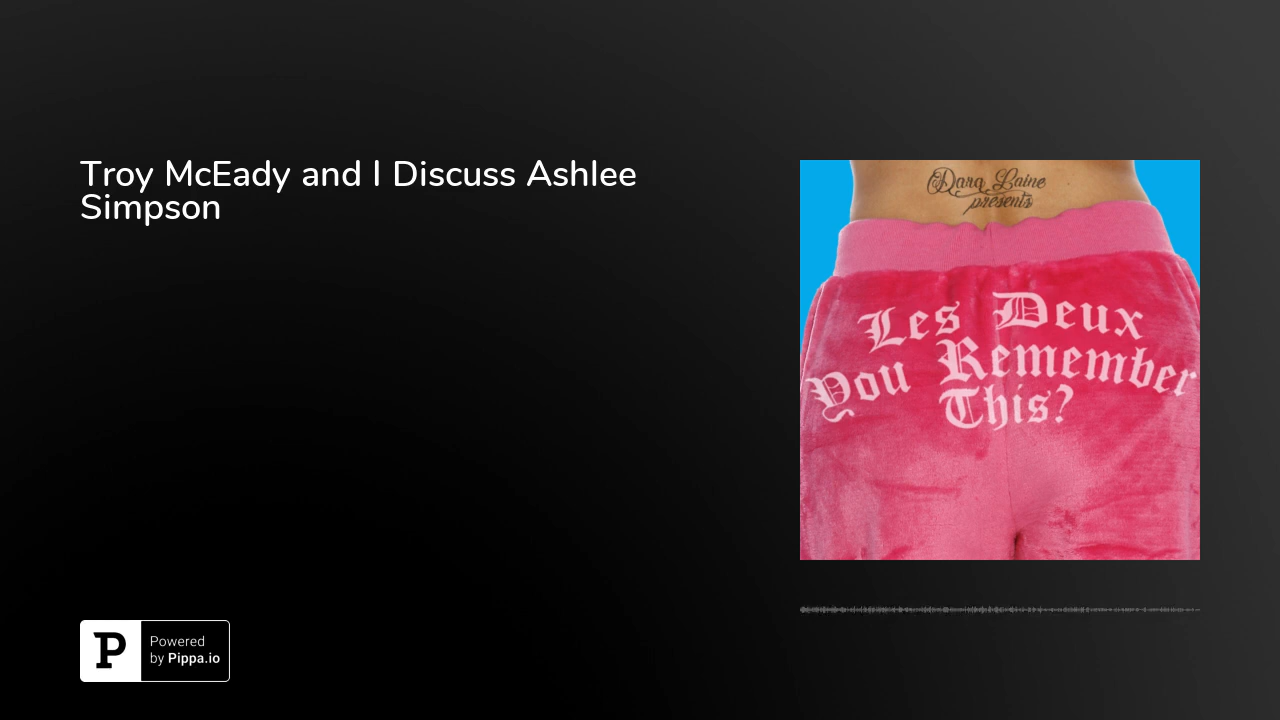 Troy McEady and I Discuss Ashlee
Simpson
Dara Laine
presents
Les Deux
You Remember
This?
P
Powered
by Pippa.io